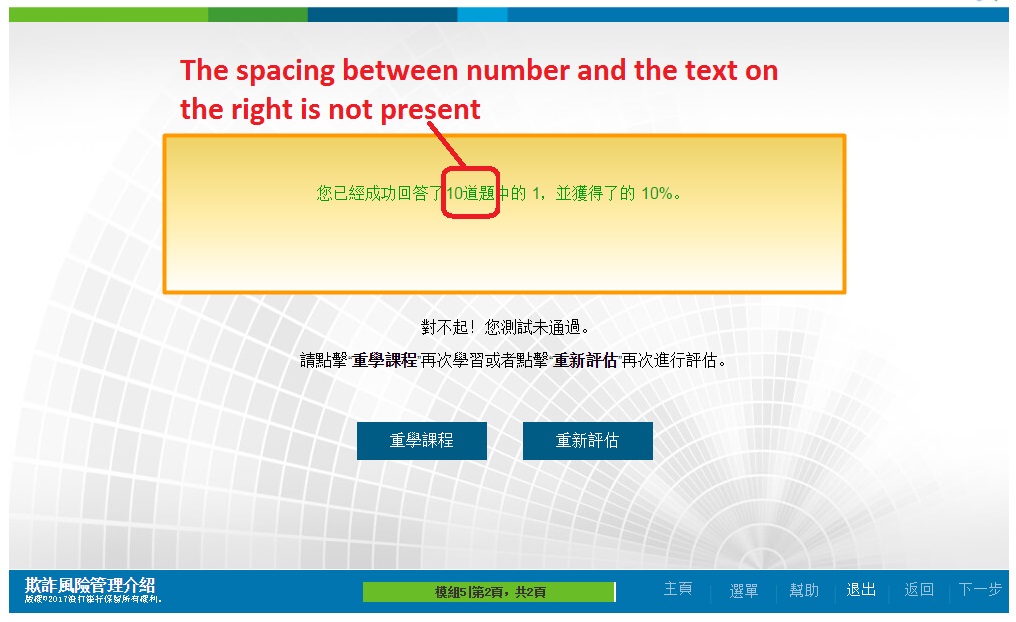 The spacing between number and the text on
the right is not present
您已經成功回答了10道題中的 1，並獲得了的 10%。
對不起！您測試未通過。
請點擊“重學課程”再次學習或者點擊“重新評估”再次進行評估。
重學課程
重新評估
欺詐風險管理介紹
版權©2017渣打銀行保留所有權利。
模組5|第2頁，共2頁
主頁
選單
幫助
退出
返回
下一步